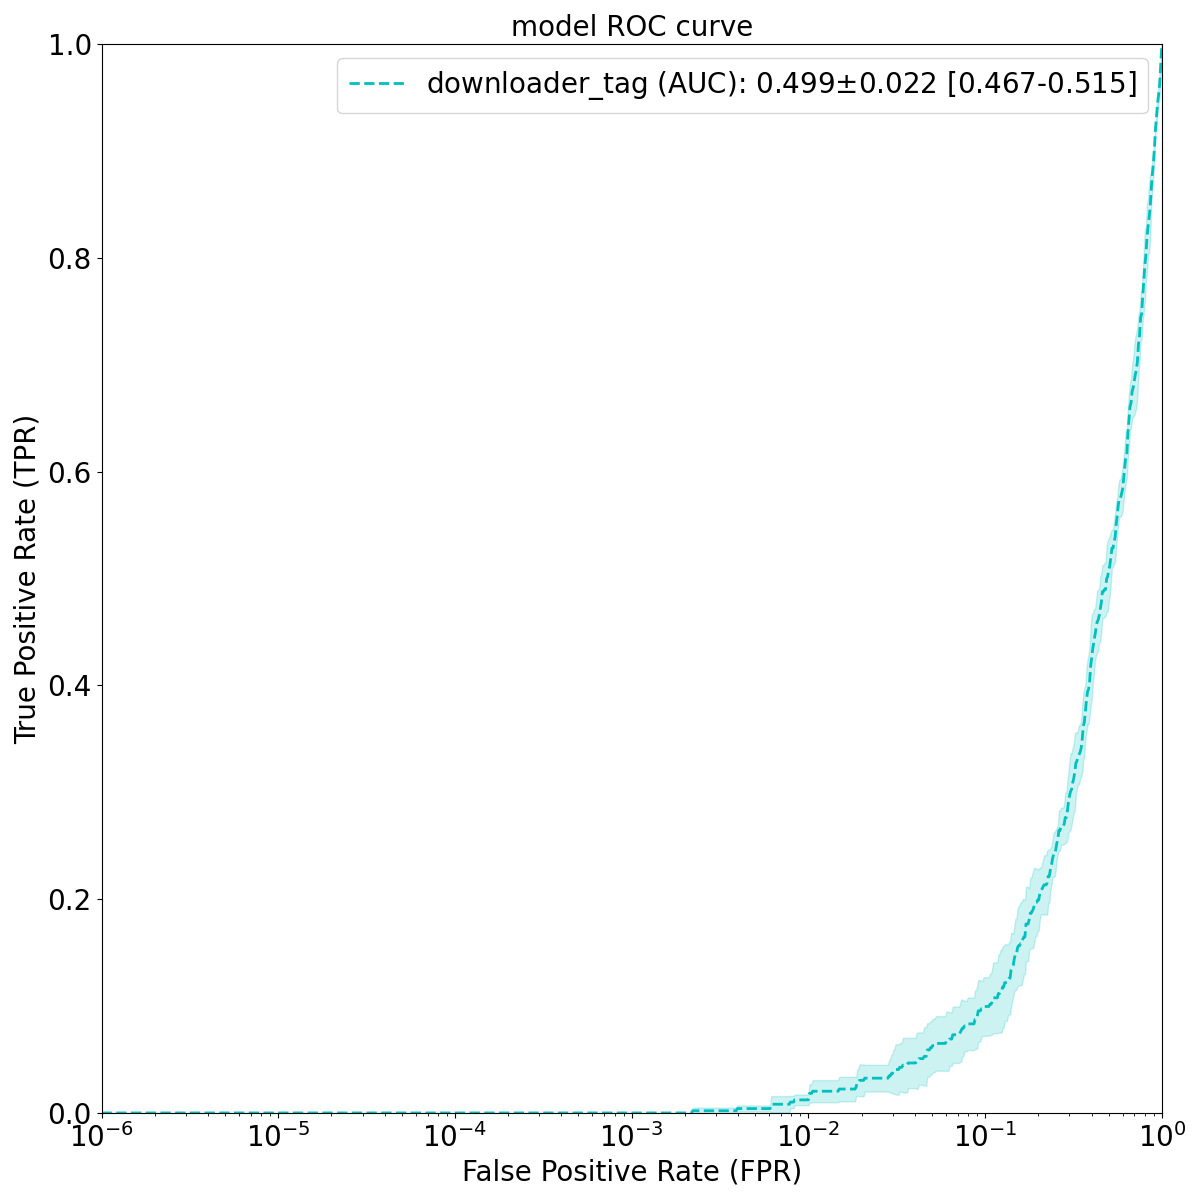 model ROC curve
downloader_tag (AUC): 0.499±0.022 [0.467-0.515]
True Positive Rate (TPR)
1.0
0.8
0.6
0.4
0.2
0.0
10⁻⁶ 10⁻⁵ 10⁻⁴ 10⁻³ 10⁻² 10⁻¹ 10⁰
False Positive Rate (FPR)